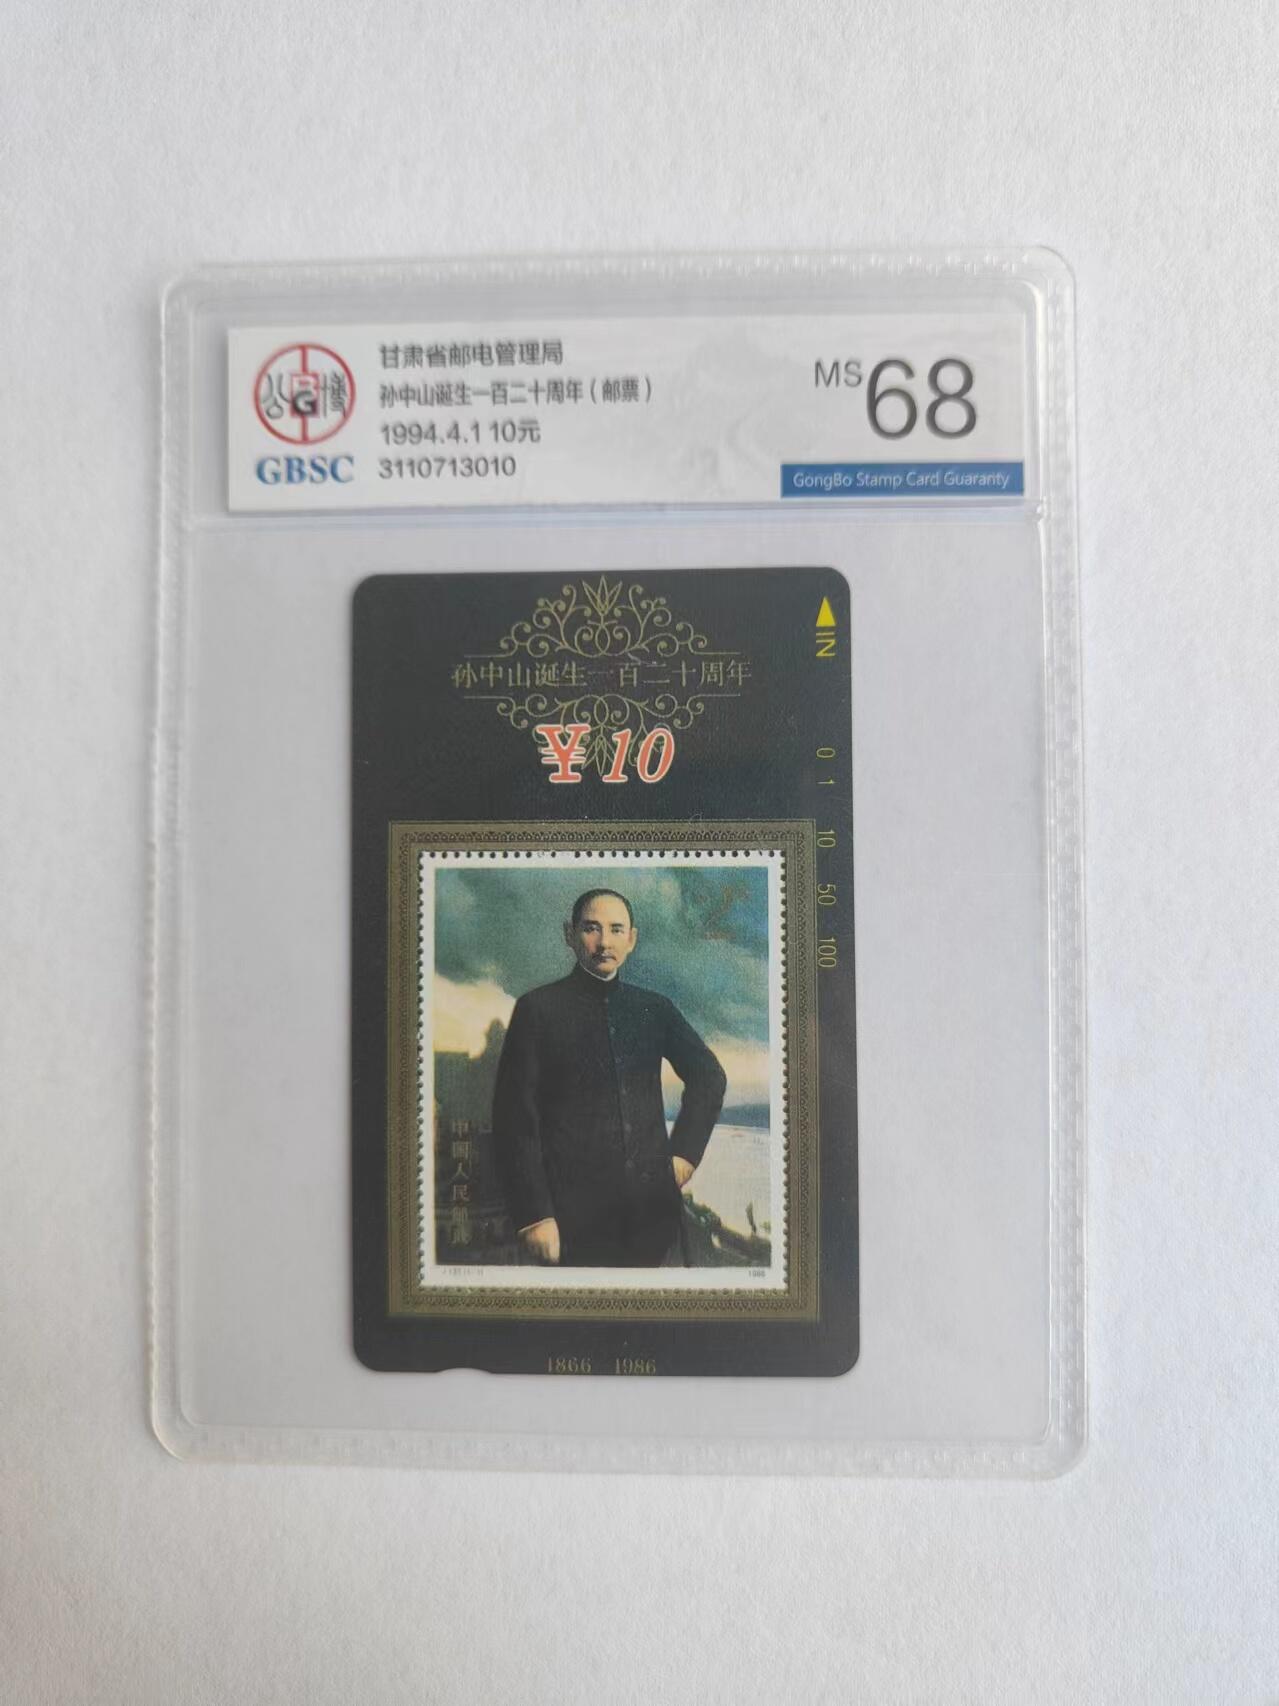 甘肃省邮电管理局
孙中山诞生一百二十周年（邮票）
1994.4.1 10元
3110713010
公博
BG
GBSC
MS 68
GongBo Stamp Card Guaranty
孙中山诞生一百二十周年
¥10
IN
0 1 10 50 100
中国人民邮政
1986
1866 1986